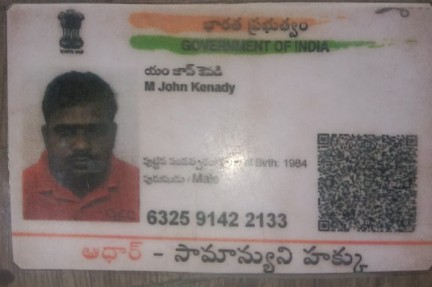 భారత ప్రభుత్వం
GOVERNMENT OF INDIA
యం జాన్ కెనడి
M John Kenady
పుట్టిన సంవత్సరం of Birth: 1984
పురుషుడు / Male
6325 9142 2133
ఆధార్ - సామాన్యుని హక్కు